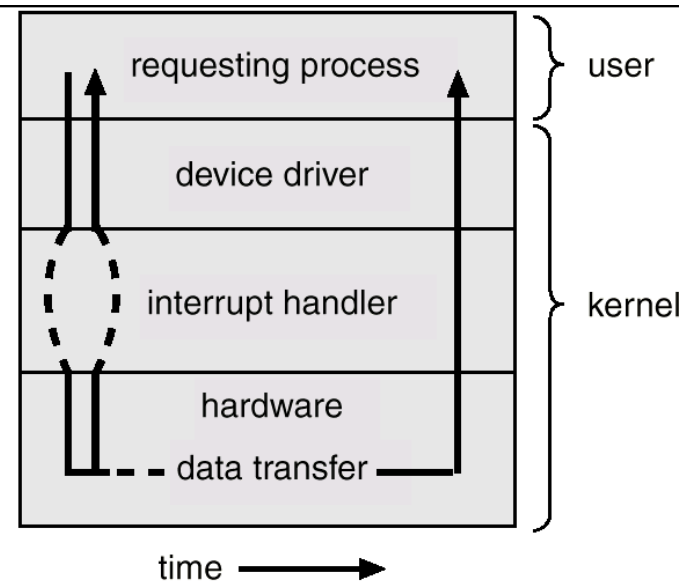 requesting process
user
device driver
interrupt handler
kernel
hardware
data transfer
time